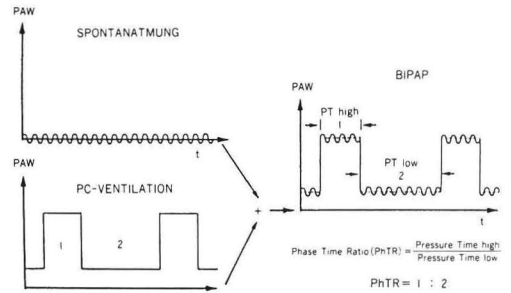 PAW
SPONTANATMUNG
t
PAW
PC-VENTILATION
1 2
+
BIPAP
PAW
PT high
1
PT low
2
t
Phase Time Ratio (PhTR) = Pressure Time high
Pressure Time low
PhTR = 1 : 2